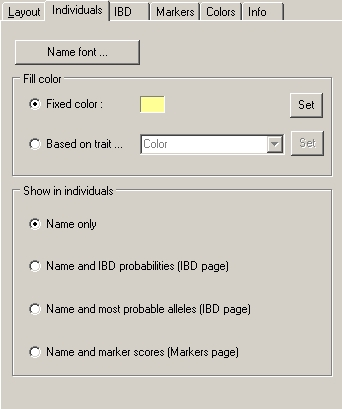 Layout Individuals IBD Markers Colors Info
Name font ...
Fill color
Fixed color : Set
Based on trait ... Color Set
Show in individuals
Name only
Name and IBD probabilities (IBD page)
Name and most probable alleles (IBD page)
Name and marker scores (Markers page)